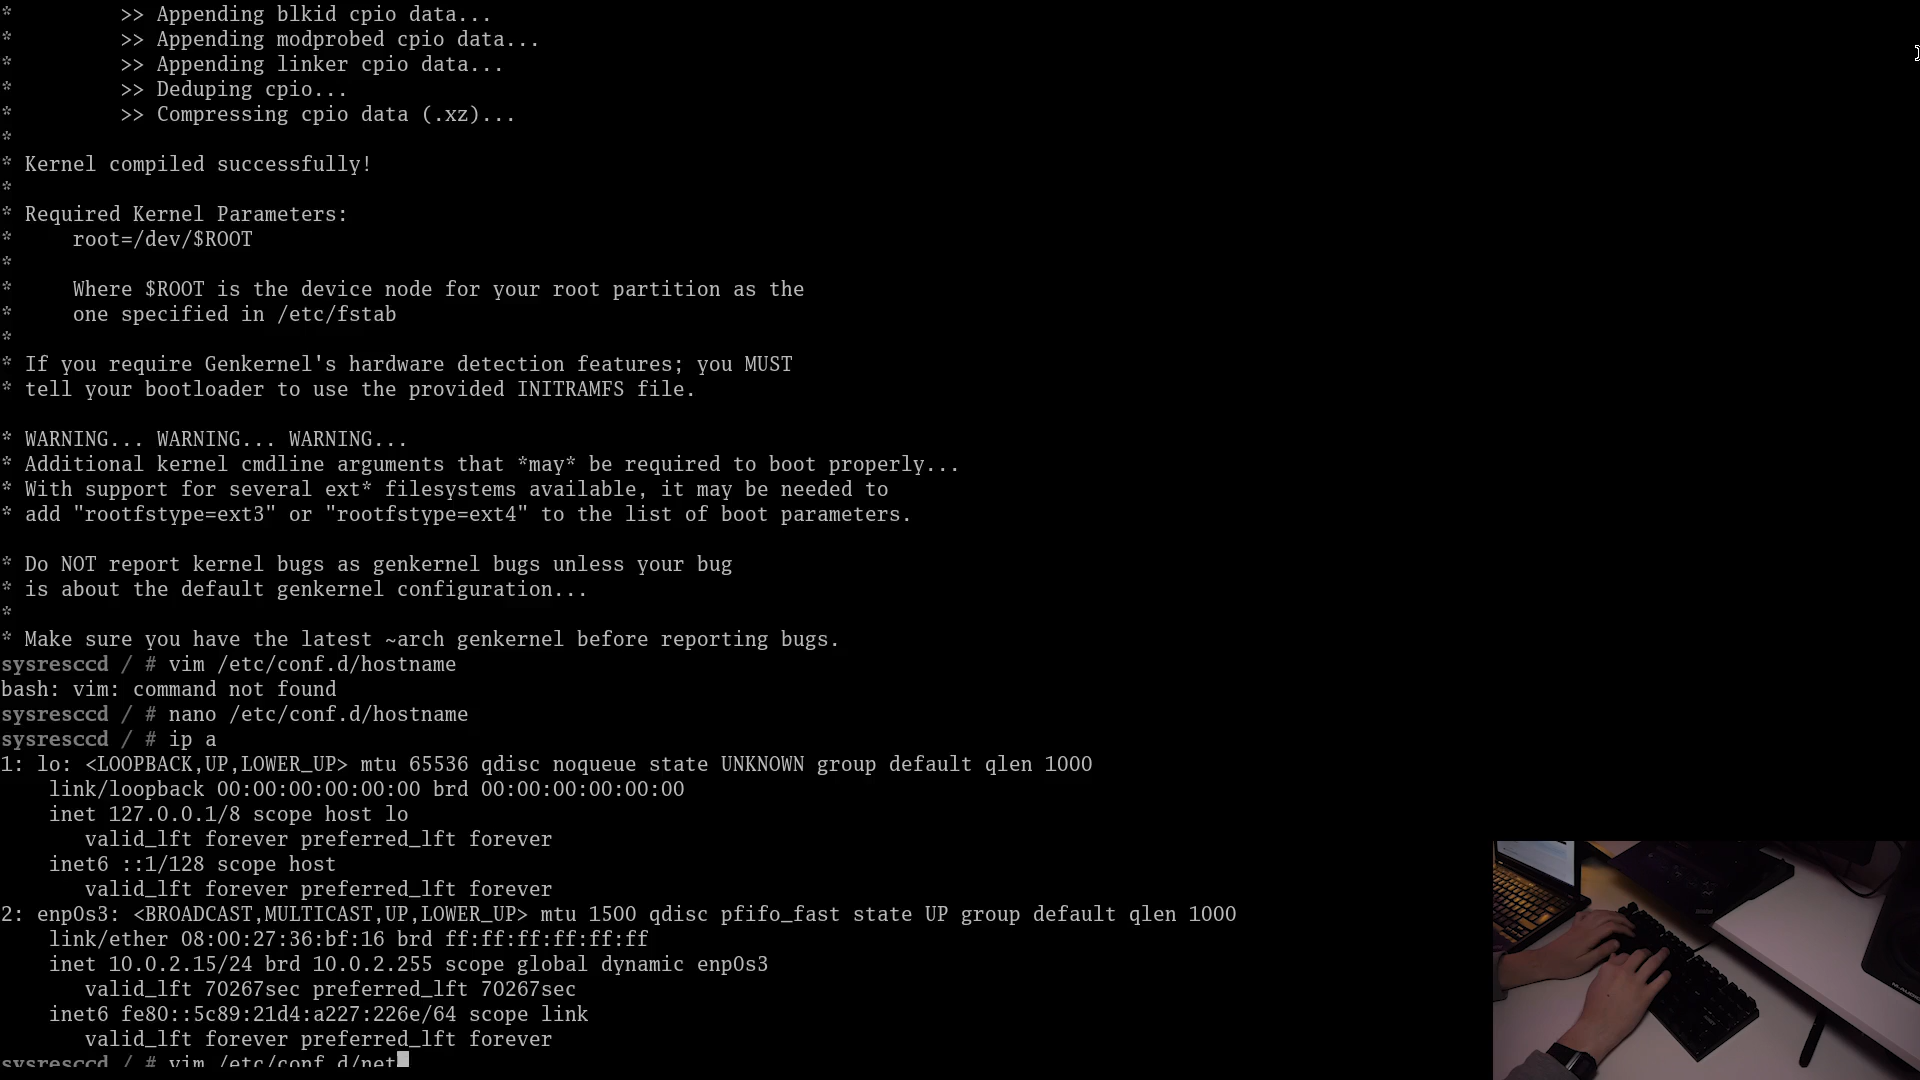 *         >> Appending blkid cpio data...
*         >> Appending modprobed cpio data...
*         >> Appending linker cpio data...
*         >> Deduping cpio...
*         >> Compressing cpio data (.xz)...
*
* Kernel compiled successfully!
*
* Required Kernel Parameters:
*     root=/dev/$ROOT
*
*     Where $ROOT is the device node for your root partition as the
*     one specified in /etc/fstab
*
* If you require Genkernel's hardware detection features; you MUST
* tell your bootloader to use the provided INITRAMFS file.

* WARNING... WARNING... WARNING...
* Additional kernel cmdline arguments that *may* be required to boot properly...
* With support for several ext* filesystems available, it may be needed to
* add "rootfstype=ext3" or "rootfstype=ext4" to the list of boot parameters.

* Do NOT report kernel bugs as genkernel bugs unless your bug
* is about the default genkernel configuration...
*
* Make sure you have the latest ~arch genkernel before reporting bugs.
sysresccd / # vim /etc/conf.d/hostname
bash: vim: command not found
sysresccd / # nano /etc/conf.d/hostname
sysresccd / # ip a
1: lo: <LOOPBACK,UP,LOWER_UP> mtu 65536 qdisc noqueue state UNKNOWN group default qlen 1000
    link/loopback 00:00:00:00:00:00 brd 00:00:00:00:00:00
    inet 127.0.0.1/8 scope host lo
       valid_lft forever preferred_lft forever
    inet6 ::1/128 scope host
       valid_lft forever preferred_lft forever
2: enp0s3: <BROADCAST,MULTICAST,UP,LOWER_UP> mtu 1500 qdisc pfifo_fast state UP group default qlen 1000
    link/ether 08:00:27:36:bf:16 brd ff:ff:ff:ff:ff:ff
    inet 10.0.2.15/24 brd 10.0.2.255 scope global dynamic enp0s3
       valid_lft 70267sec preferred_lft 70267sec
    inet6 fe80::5c89:21d4:a227:226e/64 scope link
       valid_lft forever preferred_lft forever
sysresccd / # vim /etc/conf.d/net